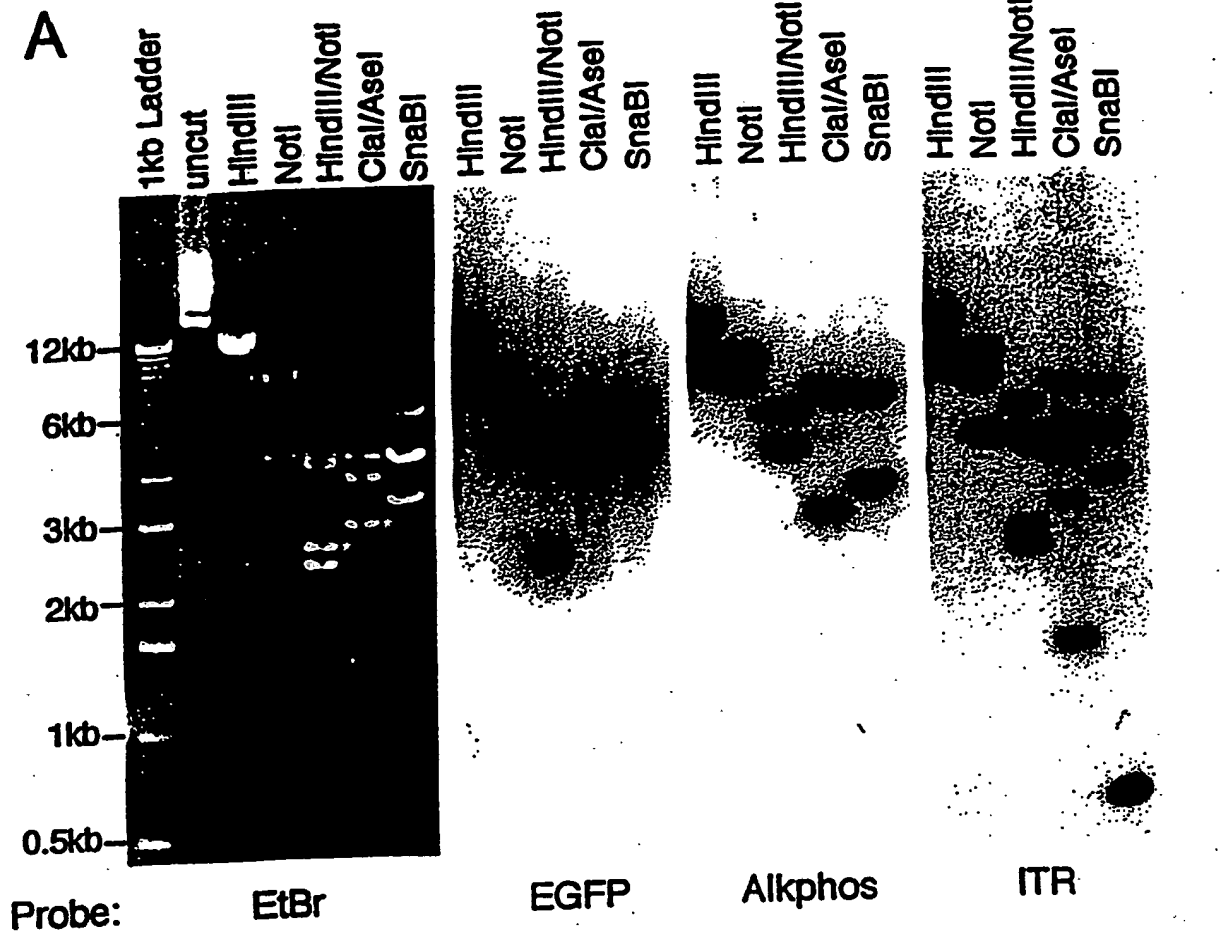 A
1kb Ladder
uncut
HindIII
NotI
HindIII/NotI
ClaI/AseI
SnaBI
HindIII
NotI
HindIII/NotI
ClaI/AseI
SnaBI
HindIII
NotI
HindIII/NotI
ClaI/AseI
SnaBI
HindIII
NotI
HindIII/NotI
ClaI/AseI
SnaBI
12kb
6kb
3kb
2kb
1kb
0.5kb
Probe:
EtBr
EGFP
Alkphos
ITR